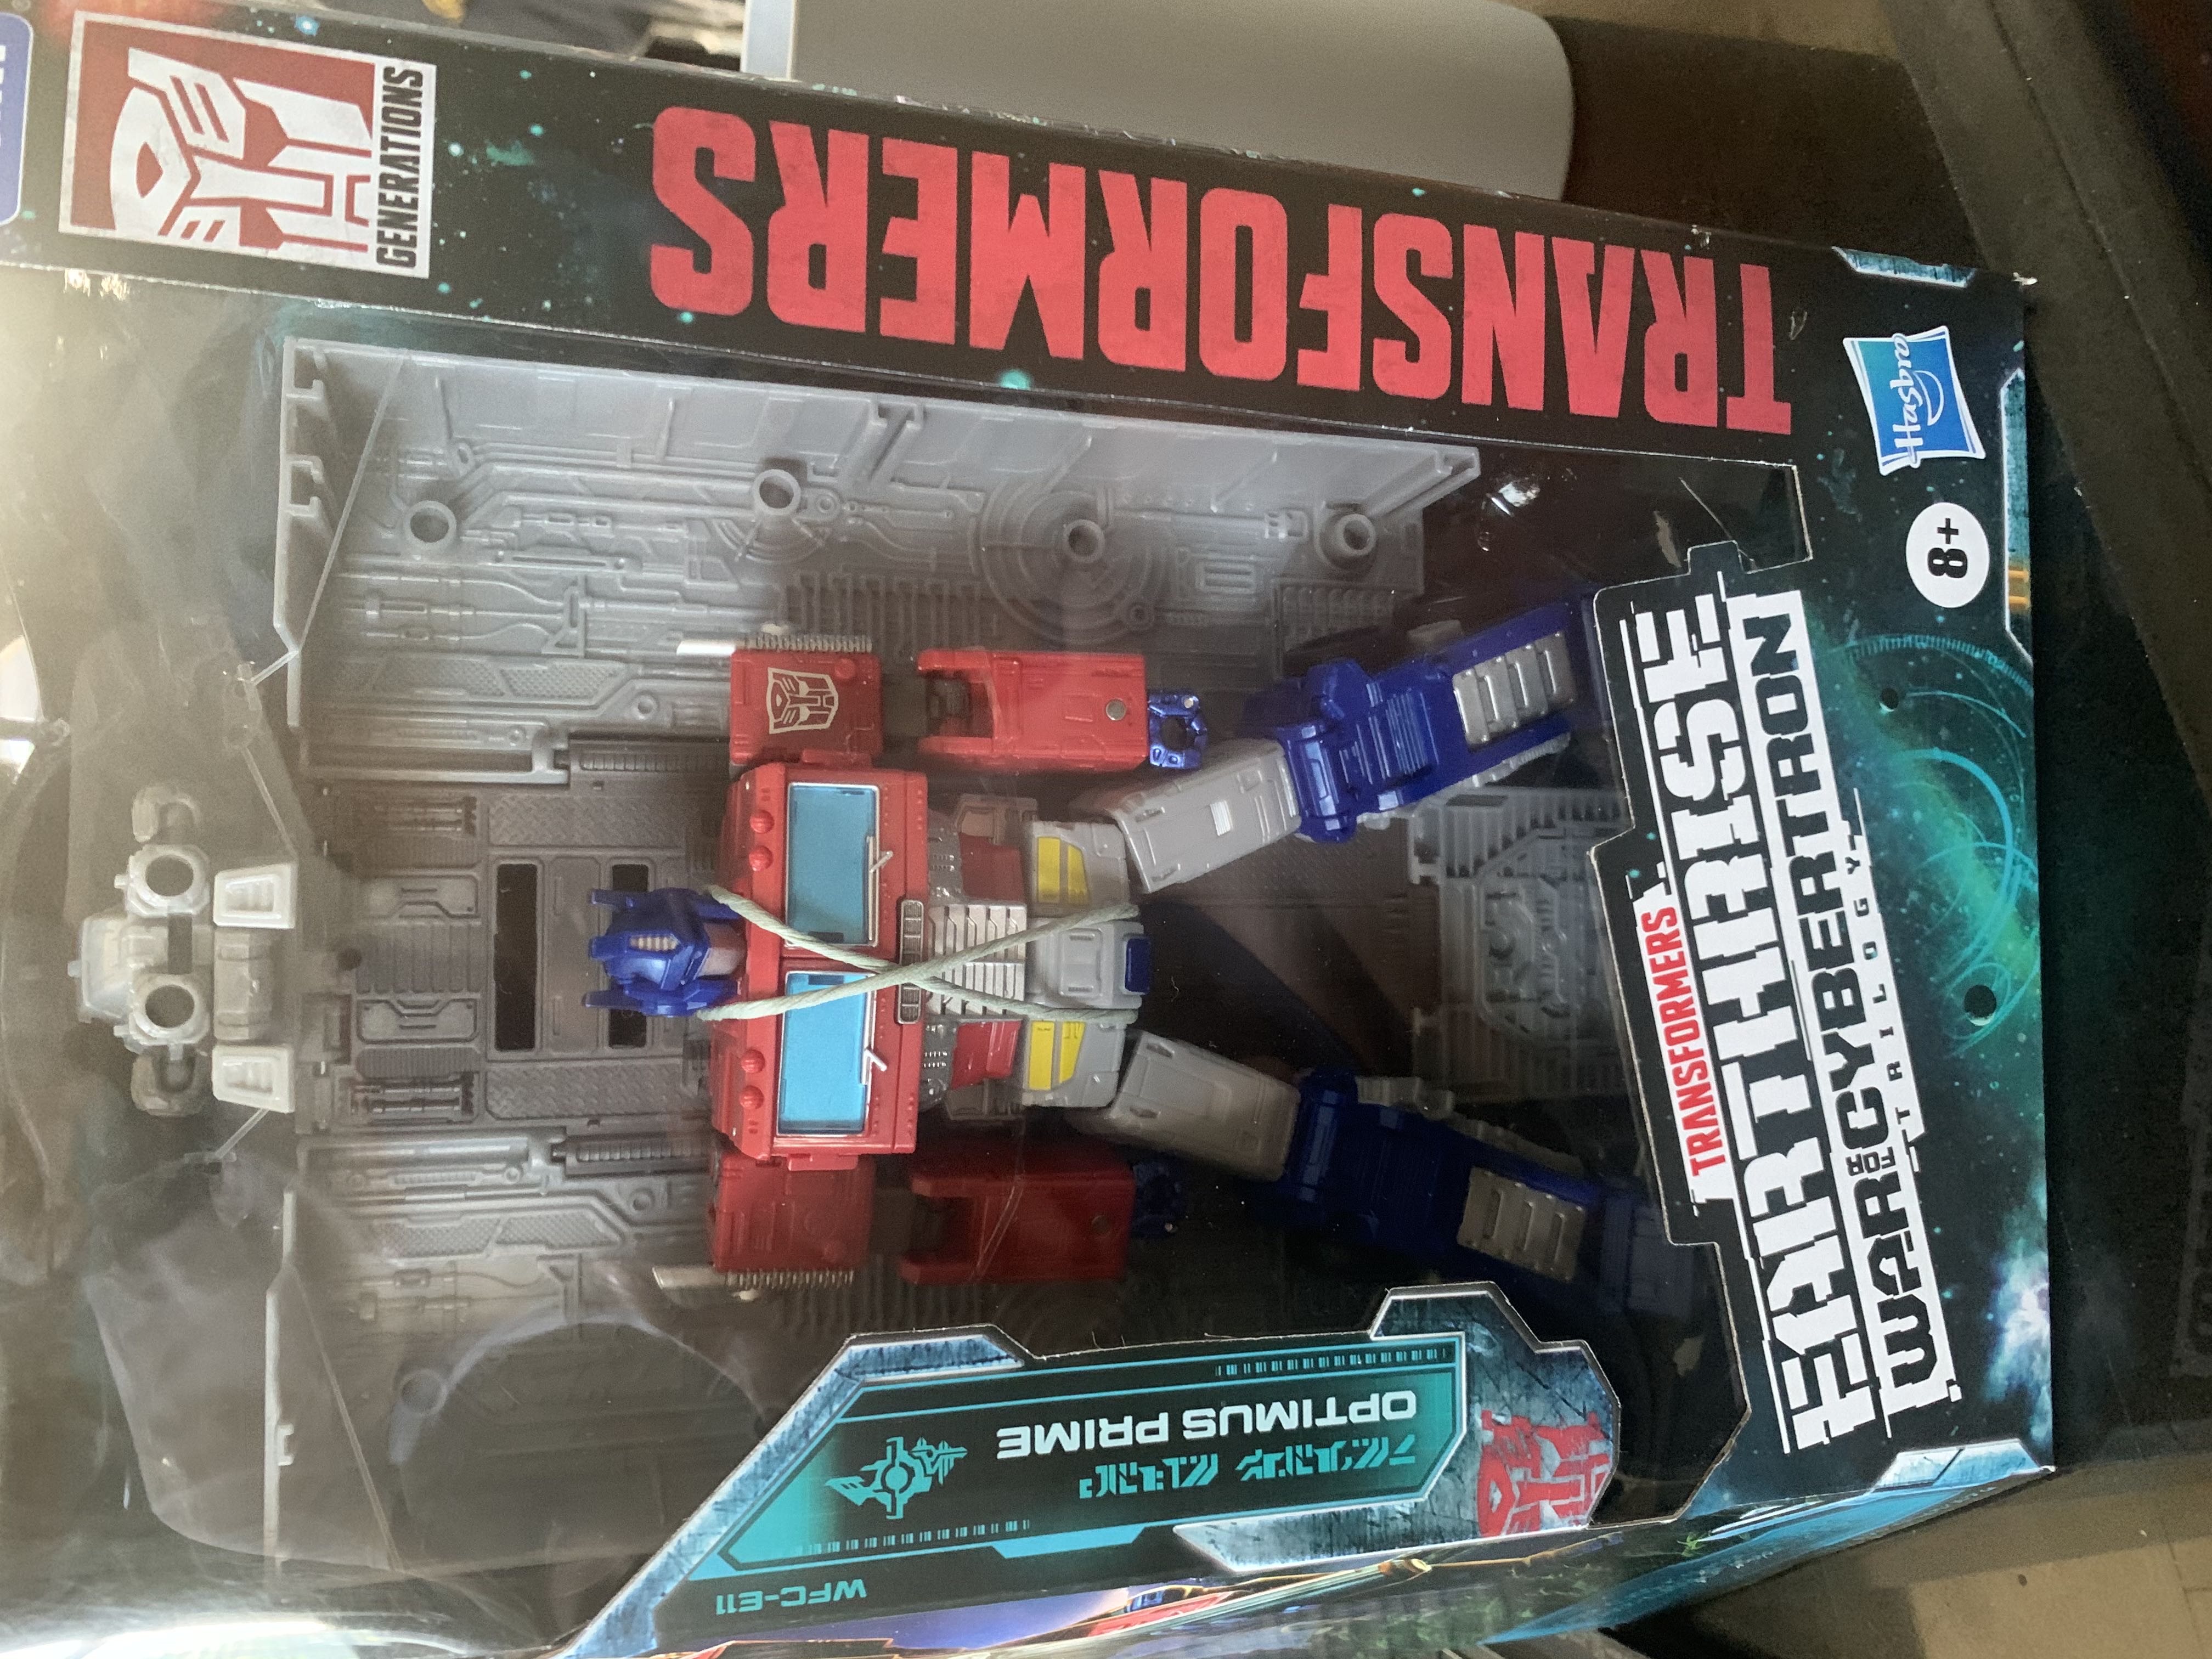 GENERATIONS
TRANSFORMERS
Hasbro
8+
TRANSFORMERS
EARTHRISE
WAR FOR CYBERTRON
TRILOGY
OPTIMUS PRIME
WFC-E11